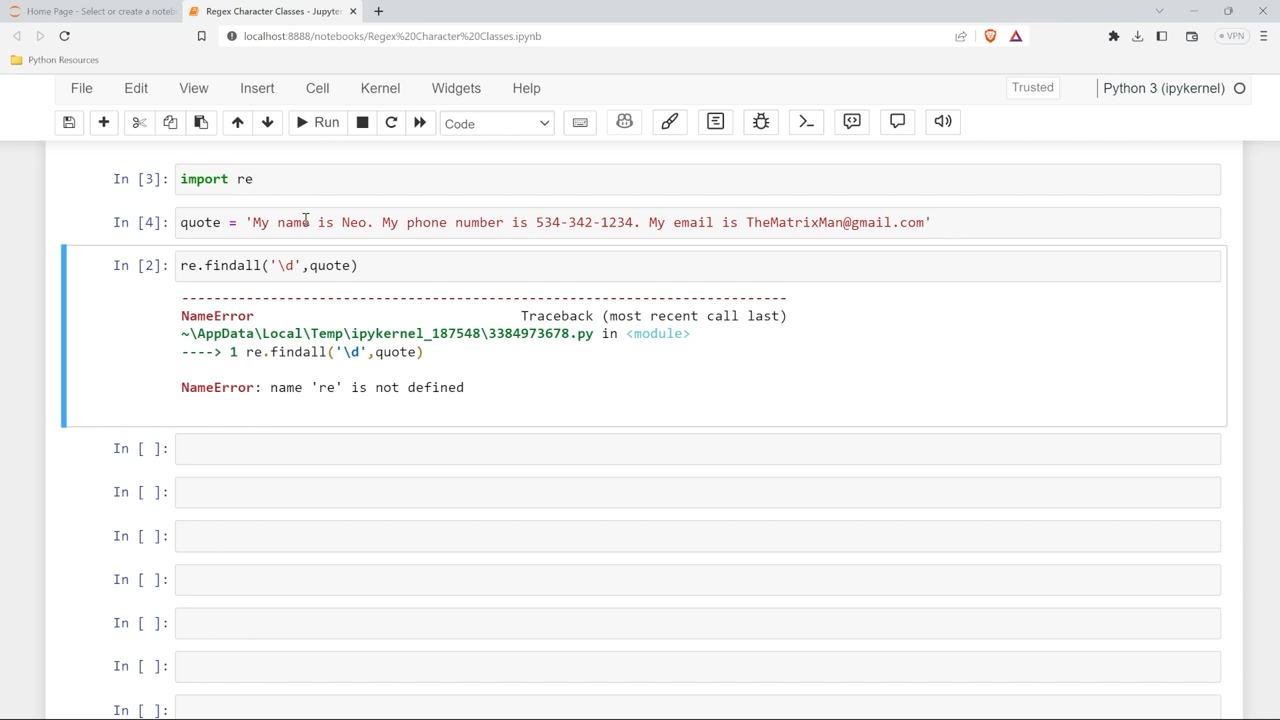 Home Page - Select or create a noteb
Regex Character Classes - Jupyter
localhost:8888/notebooks/Regex%20Character%20Classes.ipynb
VPN
Python Resources
File Edit View Insert Cell Kernel Widgets Help
Trusted
Python 3 (ipykernel)
Run
Code
In [3]: import re
In [4]: quote = 'My name is Neo. My phone number is 534-342-1234. My email is TheMatrixMan@gmail.com'
In [2]: re.findall('\d',quote)
---------------------------------------------------------------------------
NameError Traceback (most recent call last)
~\AppData\Local\Temp\ipykernel_187548\3384973678.py in <module>
----> 1 re.findall('\d',quote)
NameError: name 're' is not defined
In [ ]:
In [ ]:
In [ ]:
In [ ]:
In [ ]:
In [ ]:
In [ ]: